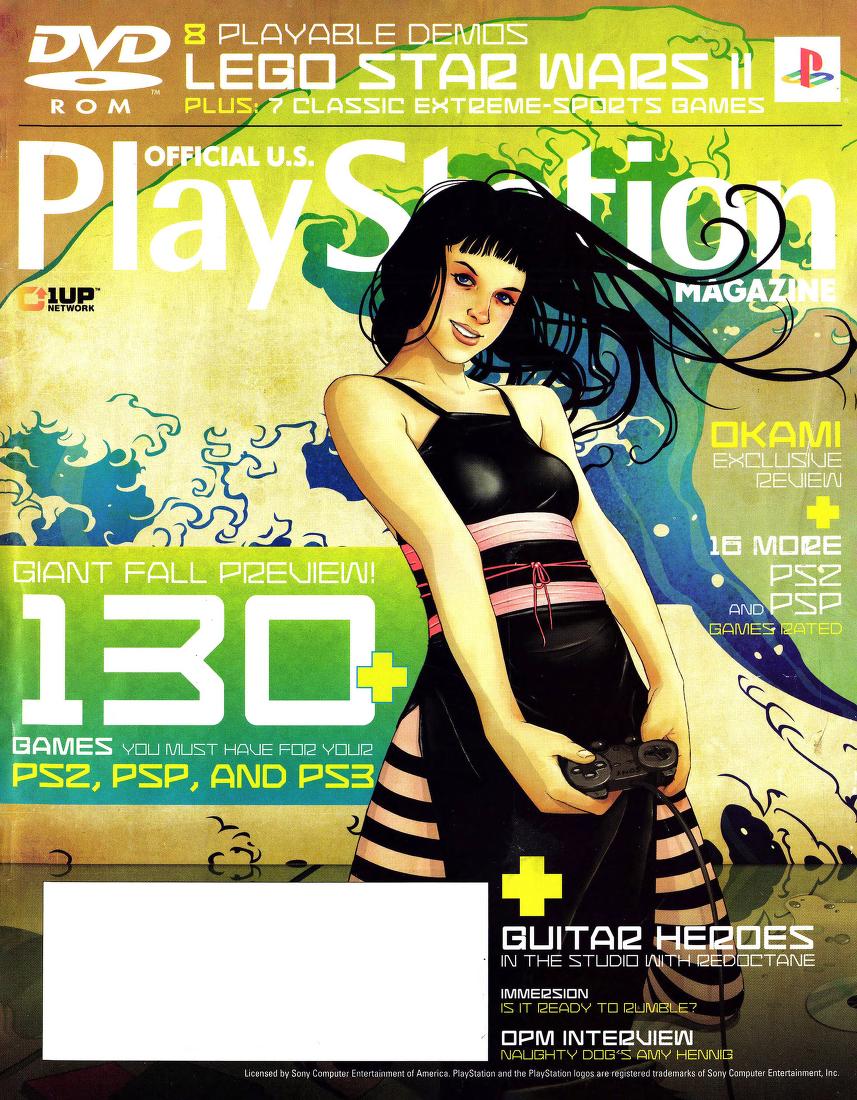 DVD
ROM
8 PLAYABLE DEMOS
LEGO STAR WARS II
PLUS: 7 CLASSIC EXTREME-SPORTS GAMES
OFFICIAL U.S.
PlayStation
MAGAZINE
1UP™
NETWORK
OKAMI
EXCLUSIVE
REVIEW
+
16 MORE
PS2
AND PSP
GAMES RATED
GIANT FALL PREVIEW!
130+
GAMES YOU MUST HAVE FOR YOUR
PS2, PSP, AND PS3
SONY
+
GUITAR HEROES
IN THE STUDIO WITH REDOCTANE
IMMERSION
IS IT READY TO RUMBLE?
OPM INTERVIEW
NAUGHTY DOG'S AMY HENNIG
Licensed by Sony Computer Entertainment of America. PlayStation and the PlayStation logos are registered trademarks of Sony Computer Entertainment, Inc.